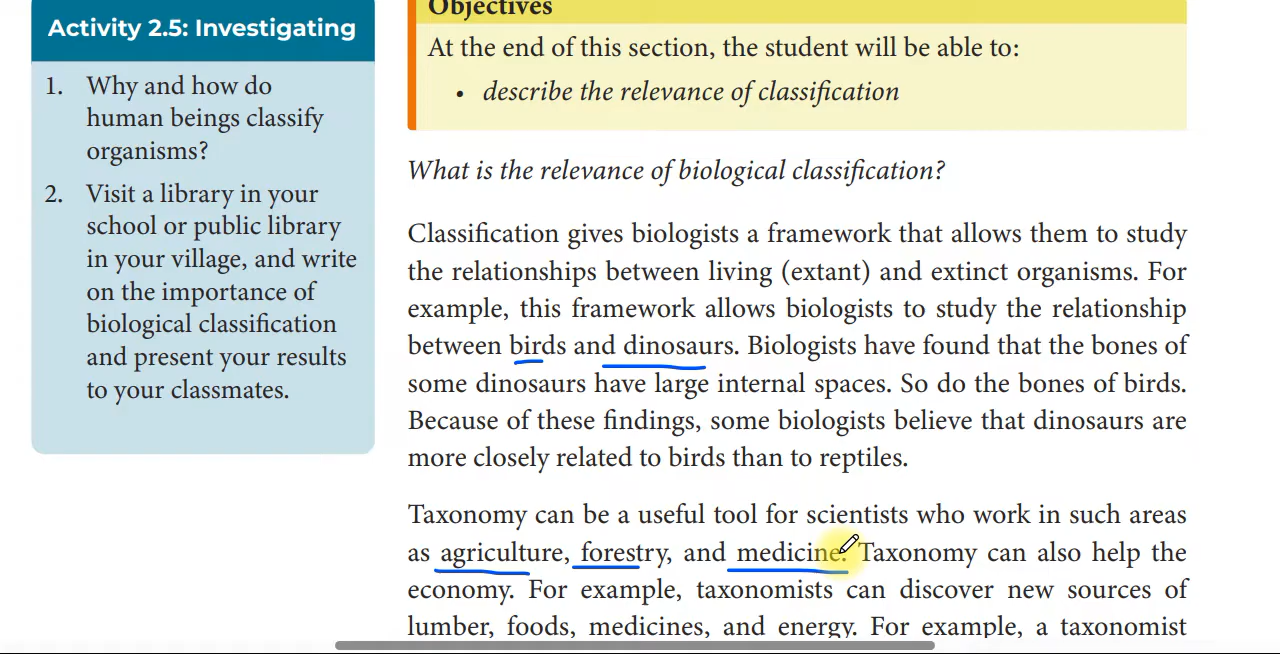 Activity 2.5: Investigating
1. Why and how do
human beings classify
organisms?
2. Visit a library in your
school or public library
in your village, and write
on the importance of
biological classification
and present your results
to your classmates.
Objectives
At the end of this section, the student will be able to:
• describe the relevance of classification
What is the relevance of biological classification?
Classification gives biologists a framework that allows them to study
the relationships between living (extant) and extinct organisms. For
example, this framework allows biologists to study the relationship
between birds and dinosaurs. Biologists have found that the bones of
some dinosaurs have large internal spaces. So do the bones of birds.
Because of these findings, some biologists believe that dinosaurs are
more closely related to birds than to reptiles.
Taxonomy can be a useful tool for scientists who work in such areas
as agriculture, forestry, and medicine. Taxonomy can also help the
economy. For example, taxonomists can discover new sources of
lumber, foods, medicines, and energy. For example, a taxonomist